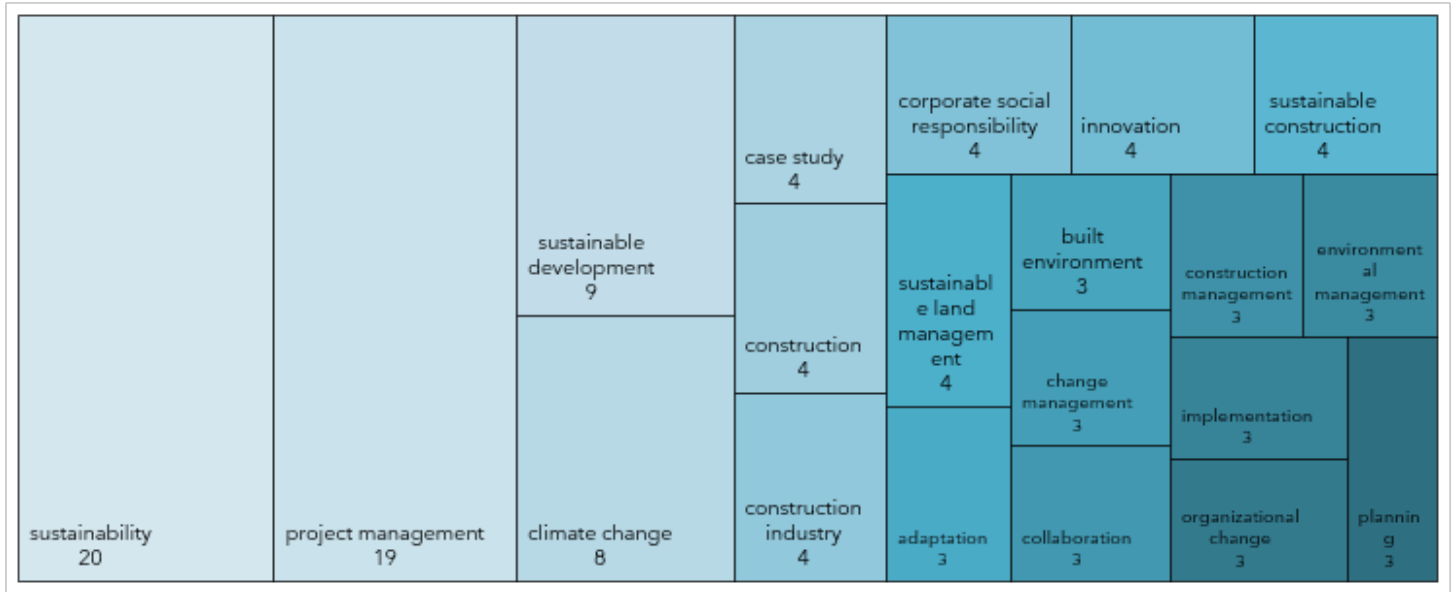 sustainability
20
project management
19
sustainable
development
9
climate change
8
case study
4
construction
4
construction
industry
4
corporate social
responsibility
4
innovation
4
sustainable
construction
4
sustainabl
e land
managem
ent
4
adaptation
3
built
environment
3
change
management
3
collaboration
3
construction
management
3
environment
al
management
3
implementation
3
organizational
change
3
plannin
g
3